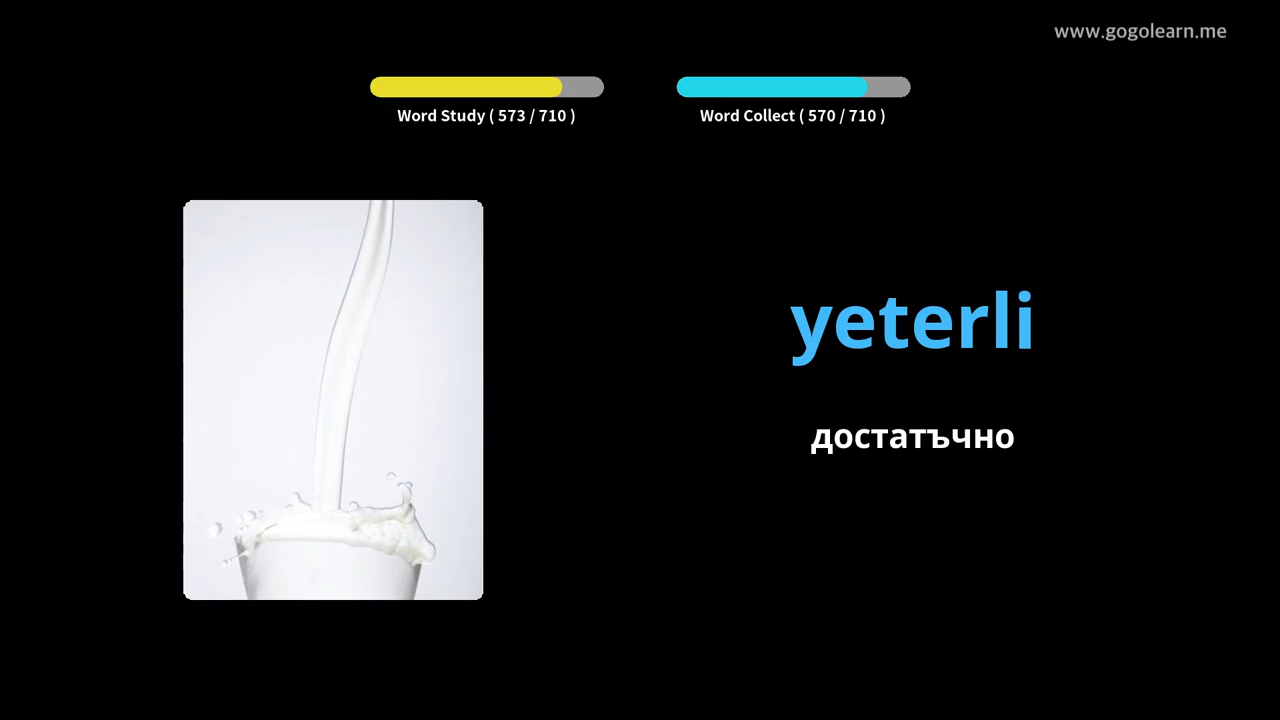 www.gogolearn.me
Word Study ( 573 / 710 )
Word Collect ( 570 / 710 )
yeterli
достатъчно